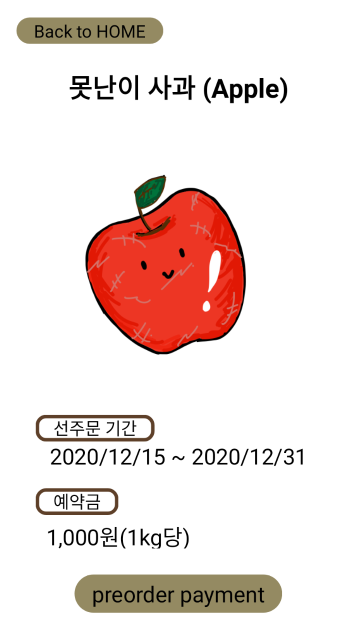 Back to HOME
못난이 사과 (Apple)
선주문 기간
2020/12/15 ~ 2020/12/31
예약금
1,000원(1kg당)
preorder payment